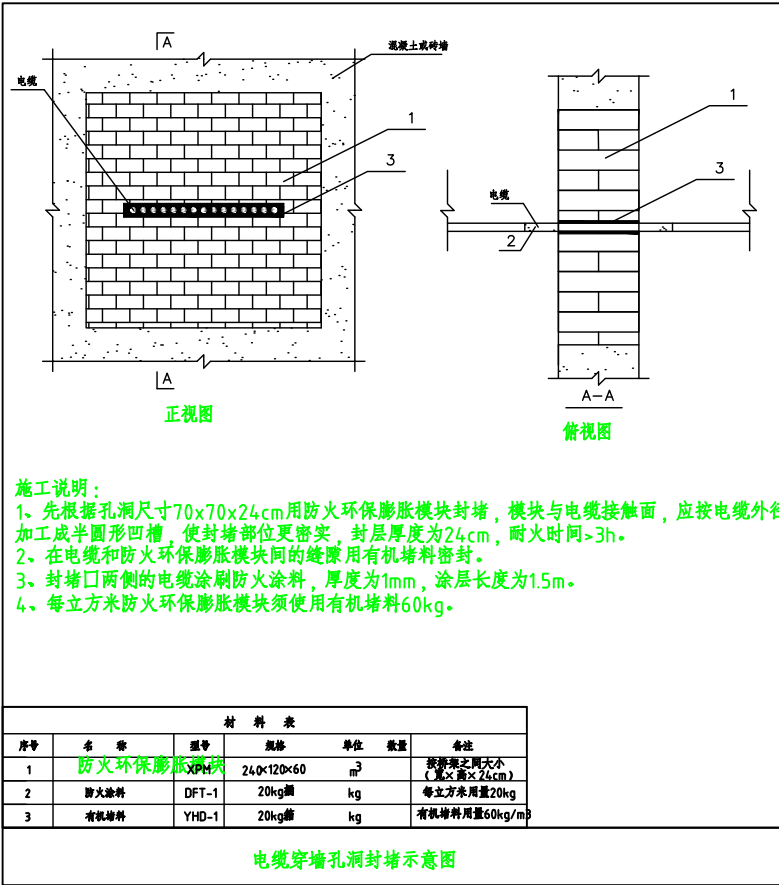 A
混凝土或砖墙
电缆
1
3
A
正视图
1
3
电缆
2
A-A
俯视图
施工说明：
1、先根据孔洞尺寸70x70x24cm用防火环保膨胀模块封堵，模块与电缆接触面，应按电缆外径
加工成半圆形凹槽，使封堵部位更密实，封层厚度为24cm，耐火时间>3h。
2、在电缆和防火环保膨胀模块间的缝隙用有机堵料密封。
3、封堵口两侧的电缆涂刷防火涂料，厚度为1mm，涂层长度为1.5m。
4、每立方米防火环保膨胀模块须使用有机堵料60kg。
材 料 表
序号 名 称 型号 规格 单位 数量 备注
1 防火环保膨胀模块 XPM 240×120×60 m³ 按桥架之间大小
（宽×高×24cm）
2 防火涂料 DFT-1 20kg桶 kg 每立方米用量20kg
3 有机堵料 YHD-1 20kg箱 kg 有机堵料用量60kg/m3
电缆穿墙孔洞封堵示意图